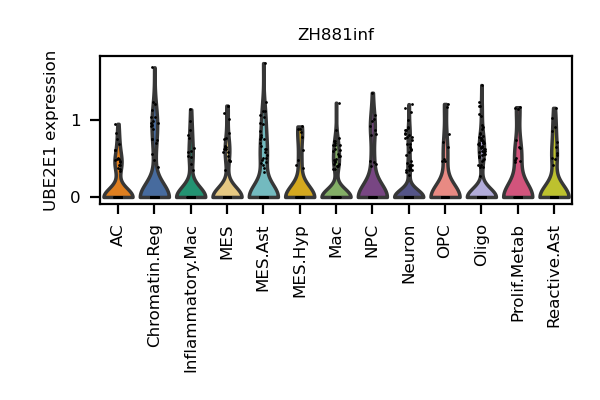 ZH881inf
UBE2E1 expression
1
0
AC
Chromatin.Reg
Inflammatory.Mac
MES
MES.Ast
MES.Hyp
Mac
NPC
Neuron
OPC
Oligo
Prolif.Metab
Reactive.Ast